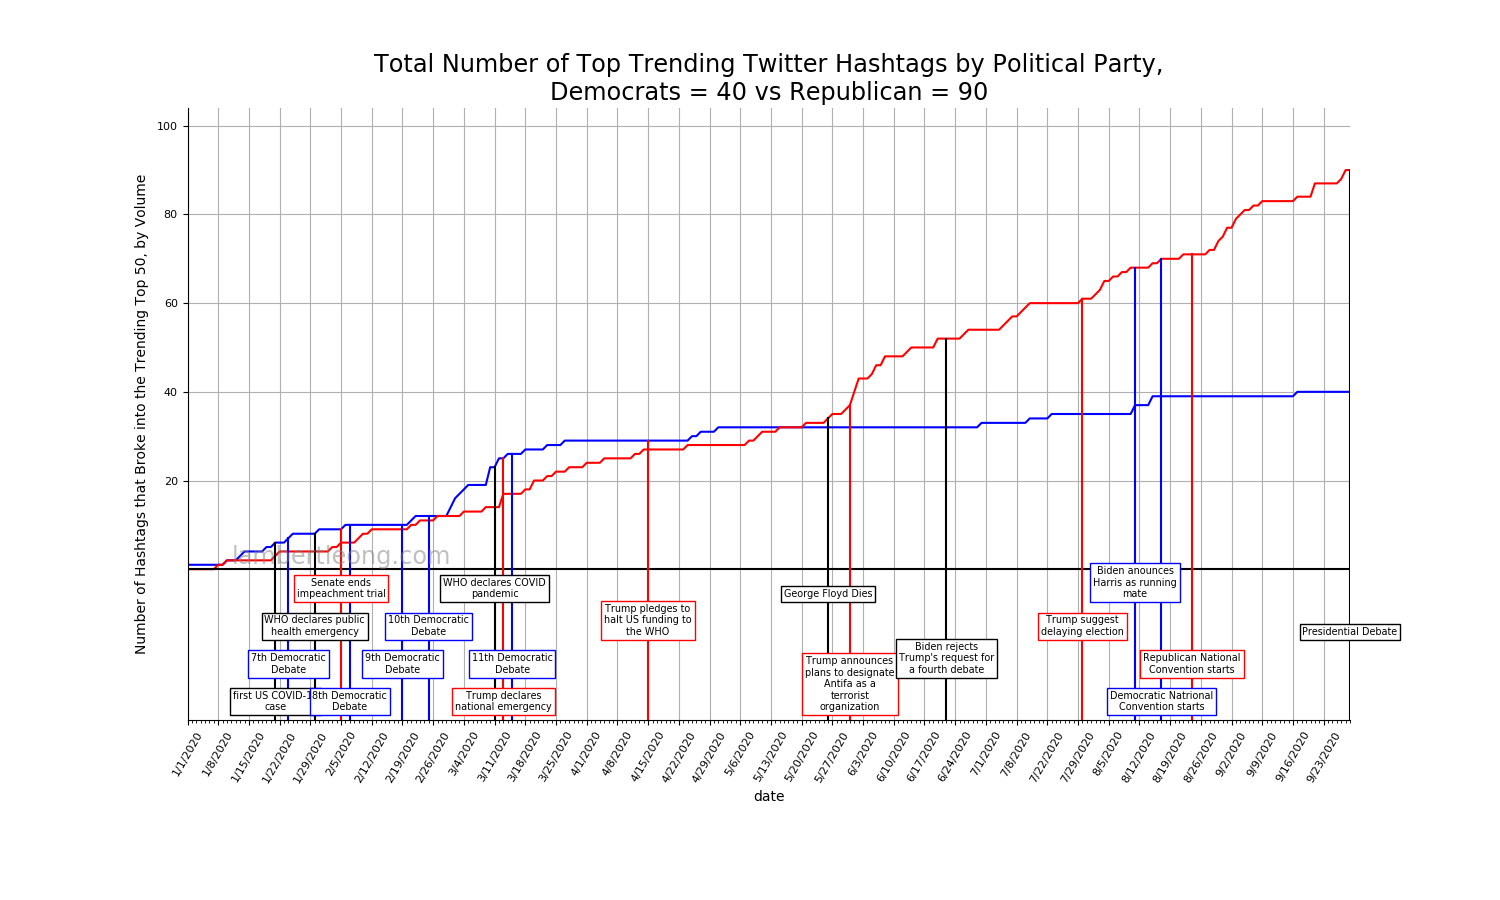 Total Number of Top Trending Twitter Hashtags by Political Party,
Democrats = 40 vs Republican = 90
Number of Hashtags that Broke into the Trending Top 50, by Volume
100
80
60
40
20
lambertleong.com
Senate ends
impeachment trial
WHO declares COVID
pandemic
Trump pledges to
halt US funding to
the WHO
George Floyd Dies
Biden anounces
Harris as running
mate
WHO declares public
health emergency
10th Democratic
Debate
Trump suggest
delaying election
Presidential Debate
7th Democratic
Debate
9th Democratic
Debate
11th Democratic
Debate
Trump announces
plans to designate
Antifa as a
terrorist
organization
Biden rejects
Trump's request for
a fourth debate
Republican National
Convention starts
first US COVID-1
case
8th Democratic
Debate
Trump declares
national emergency
Democratic Natrional
Convention starts
1/1/2020
1/8/2020
1/15/2020
1/22/2020
1/29/2020
2/5/2020
2/12/2020
2/19/2020
2/26/2020
3/4/2020
3/11/2020
3/18/2020
3/25/2020
4/1/2020
4/8/2020
4/15/2020
4/22/2020
4/29/2020
5/6/2020
5/13/2020
5/20/2020
5/27/2020
6/3/2020
6/10/2020
6/17/2020
6/24/2020
7/1/2020
7/8/2020
7/22/2020
7/29/2020
8/5/2020
8/12/2020
8/19/2020
8/26/2020
9/2/2020
9/9/2020
9/16/2020
9/23/2020
date